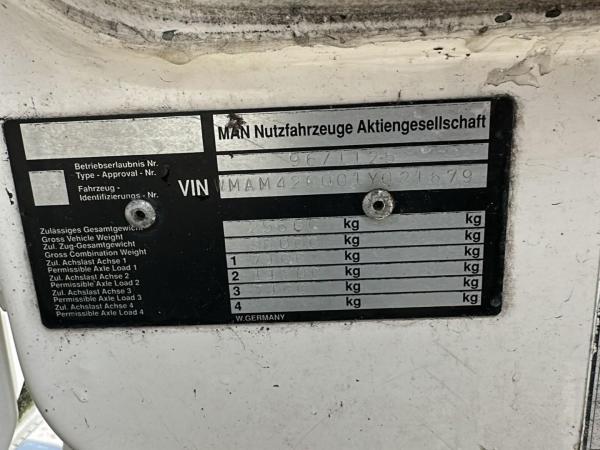 MAN Nutzfahrzeuge Aktiengesellschaft
Betriebserlaubnis Nr.
Type - Approval - Nr.
Fahrzeug -
Identifizierungs - Nr.
VIN
Zulässiges Gesamtgewicht
Gross Vehicle Weight
kg kg
Zul. Zug-Gesamtgewicht
Gross Combination Weight
kg kg
Zul. Achslast Achse 1
Permissible Axle Load 1
1 kg kg
Zul. Achslast Achse 2
Permissible Axle Load 2
2 kg kg
Zul. Achslast Achse 3
Permissible Axle Load 3
3 kg kg
Zul. Achslast Achse 4
Permissible Axle Load 4
4 kg kg
W.GERMANY